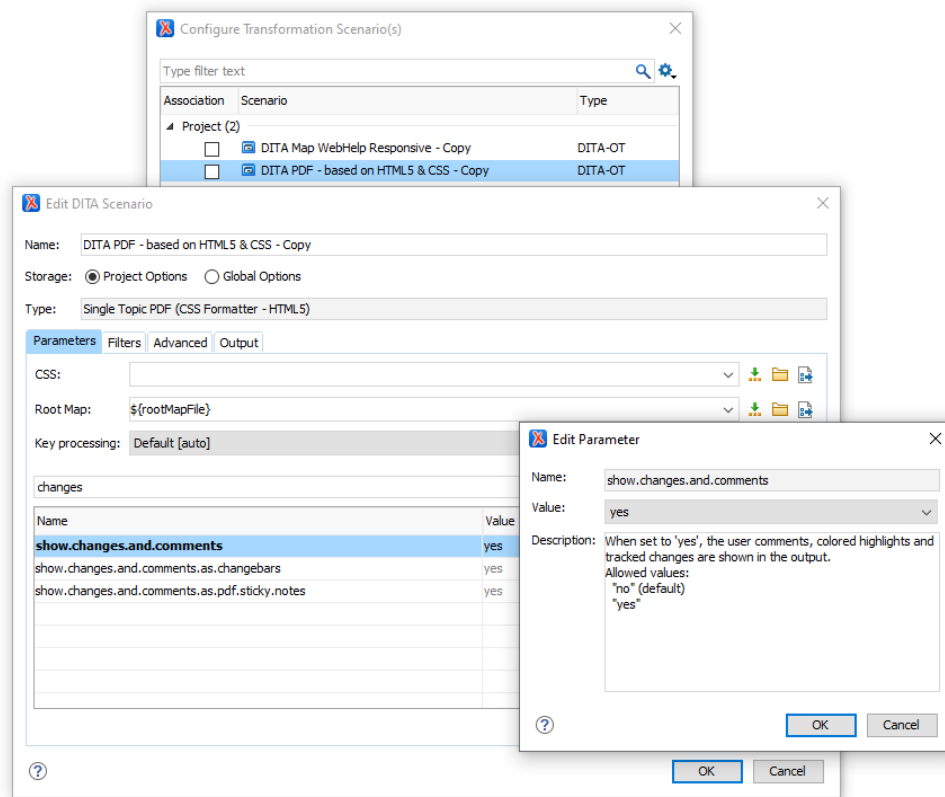 Configure Transformation Scenario(s)
Type filter text
Association Scenario Type
Project (2)
DITA Map WebHelp Responsive - Copy DITA-OT
DITA PDF - based on HTML5 & CSS - Copy DITA-OT
Edit DITA Scenario
Name: DITA PDF - based on HTML5 & CSS - Copy
Storage: Project Options Global Options
Type: Single Topic PDF (CSS Formatter - HTML5)
Parameters Filters Advanced Output
CSS:
Root Map: ${rootMapFile}
Key processing: Default [auto]
changes
Name Value
show.changes.and.comments yes
show.changes.and.comments.as.changebars yes
show.changes.and.comments.as.pdf.sticky.notes yes
OK Cancel
Edit Parameter
Name: show.changes.and.comments
Value: yes
Description: When set to 'yes', the user comments, colored highlights and
tracked changes are shown in the output.
Allowed values:
"no" (default)
"yes"
OK Cancel